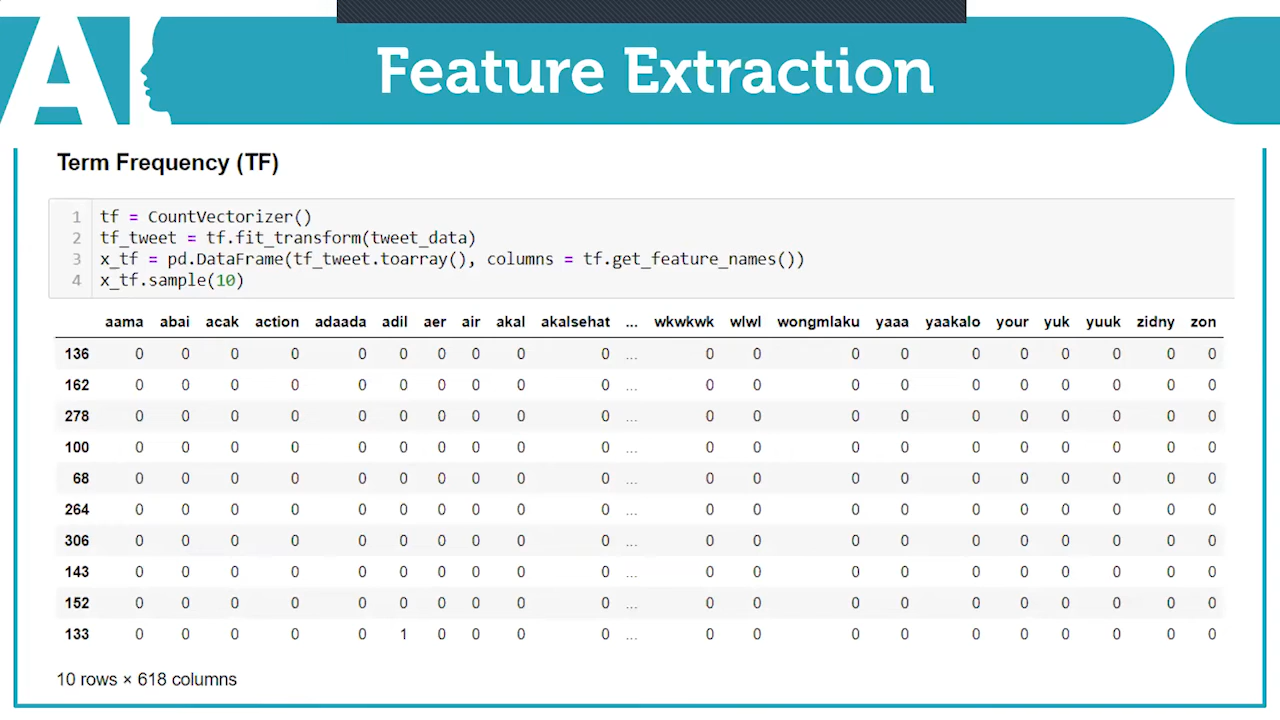 AI
Feature Extraction
Term Frequency (TF)
1 tf = CountVectorizer()
2 tf_tweet = tf.fit_transform(tweet_data)
3 x_tf = pd.DataFrame(tf_tweet.toarray(), columns = tf.get_feature_names())
4 x_tf.sample(10)
aama abai acak action adaada adil aer air akal akalsehat ... wkwkwk wlwl wongmlaku yaaa yaakalo your yuk yuuk zidny zon
136 0 0 0 0 0 0 0 0 0 0 ... 0 0 0 0 0 0 0 0 0 0
162 0 0 0 0 0 0 0 0 0 0 ... 0 0 0 0 0 0 0 0 0 0
278 0 0 0 0 0 0 0 0 0 0 ... 0 0 0 0 0 0 0 0 0 0
100 0 0 0 0 0 0 0 0 0 0 ... 0 0 0 0 0 0 0 0 0 0
68 0 0 0 0 0 0 0 0 0 0 ... 0 0 0 0 0 0 0 0 0 0
264 0 0 0 0 0 0 0 0 0 0 ... 0 0 0 0 0 0 0 0 0 0
306 0 0 0 0 0 0 0 0 0 0 ... 0 0 0 0 0 0 0 0 0 0
143 0 0 0 0 0 0 0 0 0 0 ... 0 0 0 0 0 0 0 0 0 0
152 0 0 0 0 0 0 0 0 0 0 ... 0 0 0 0 0 0 0 0 0 0
133 0 0 0 0 0 1 0 0 0 0 ... 0 0 0 0 0 0 0 0 0 0
10 rows × 618 columns